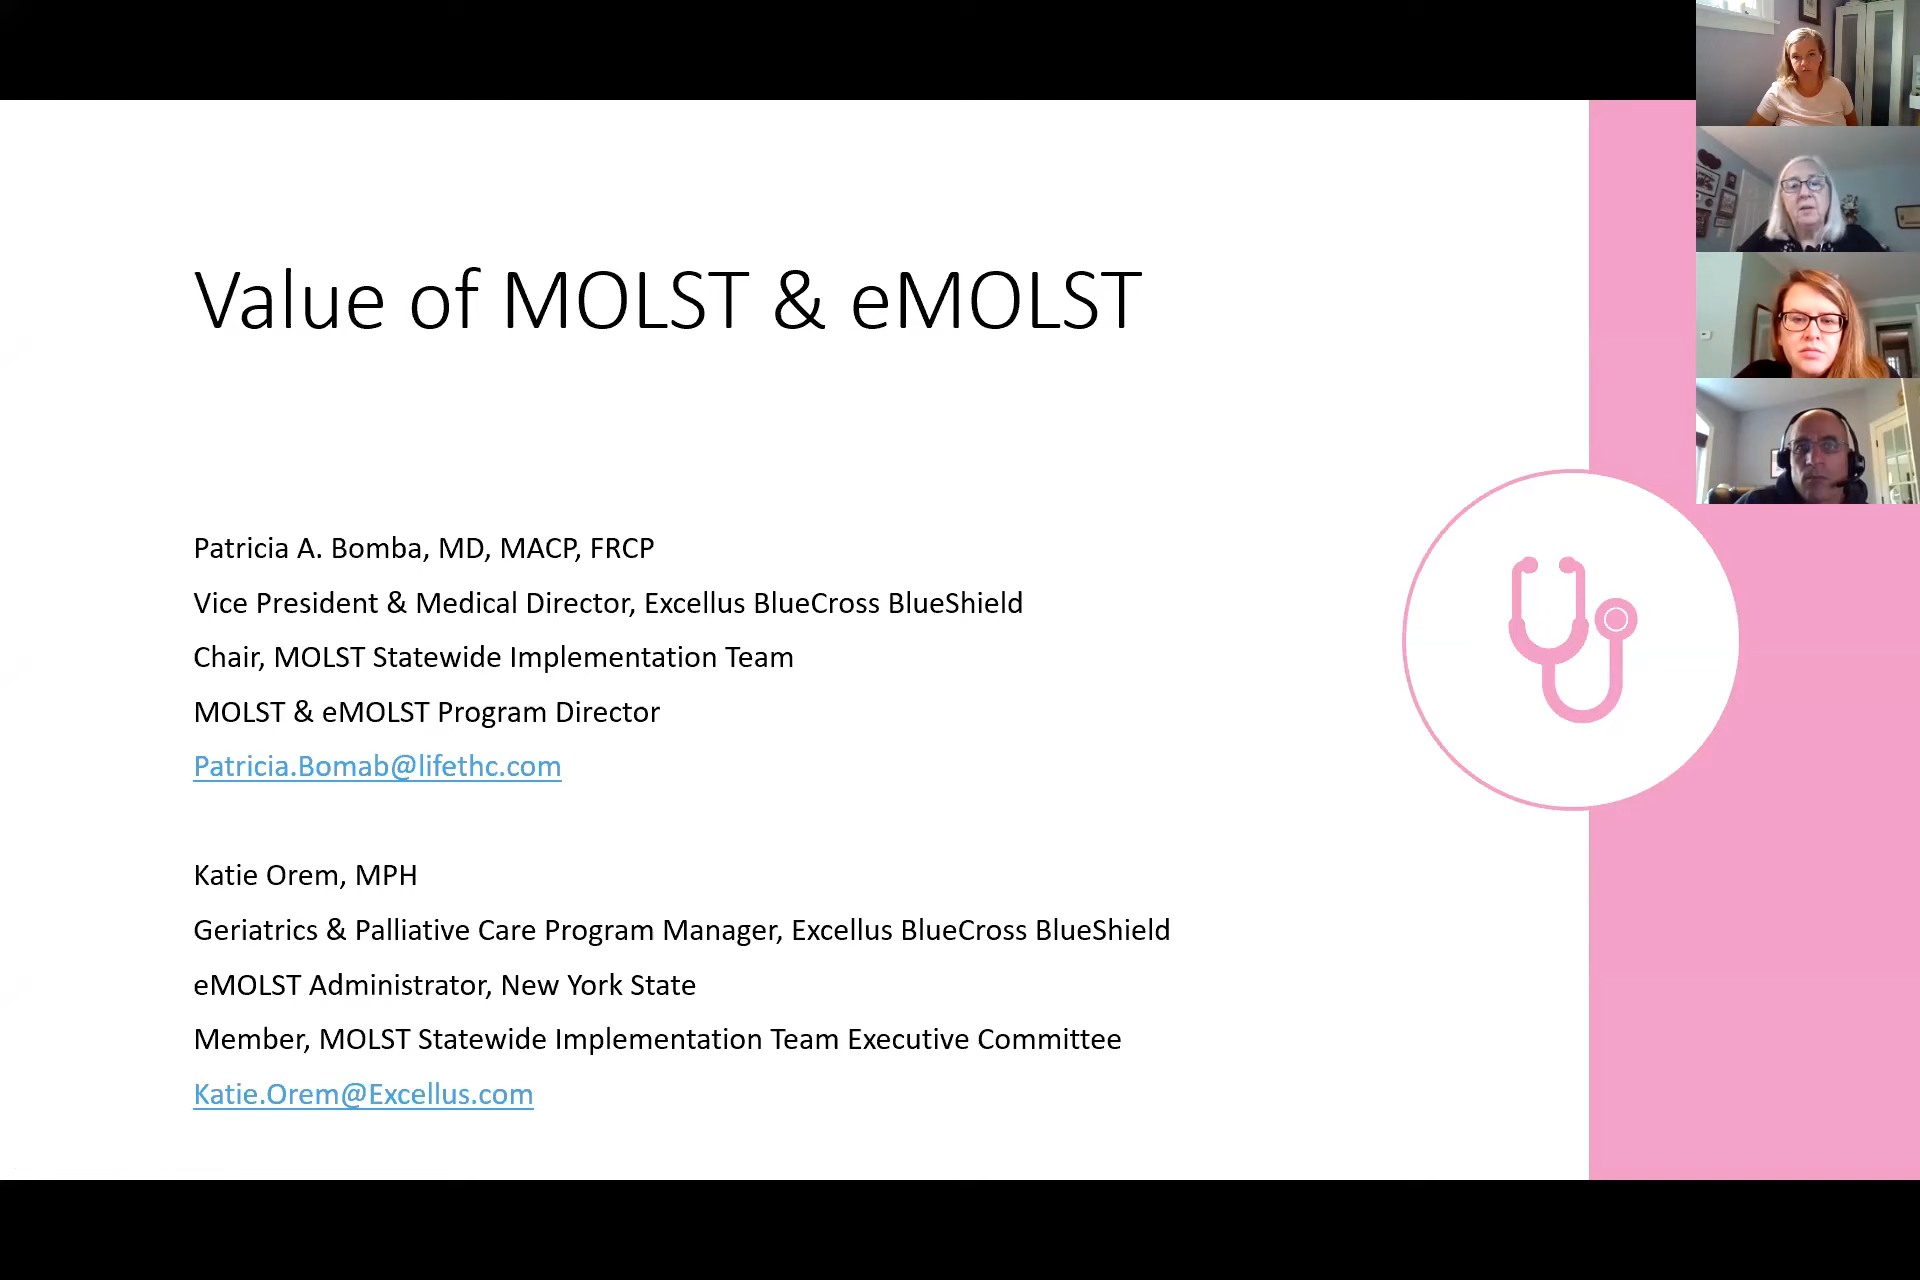 Value of MOLST & eMOLST
Patricia A. Bomba, MD, MACP, FRCP
Vice President & Medical Director, Excellus BlueCross BlueShield
Chair, MOLST Statewide Implementation Team
MOLST & eMOLST Program Director
Patricia.Bomab@lifethc.com
Katie Orem, MPH
Geriatrics & Palliative Care Program Manager, Excellus BlueCross BlueShield
eMOLST Administrator, New York State
Member, MOLST Statewide Implementation Team Executive Committee
Katie.Orem@Excellus.com